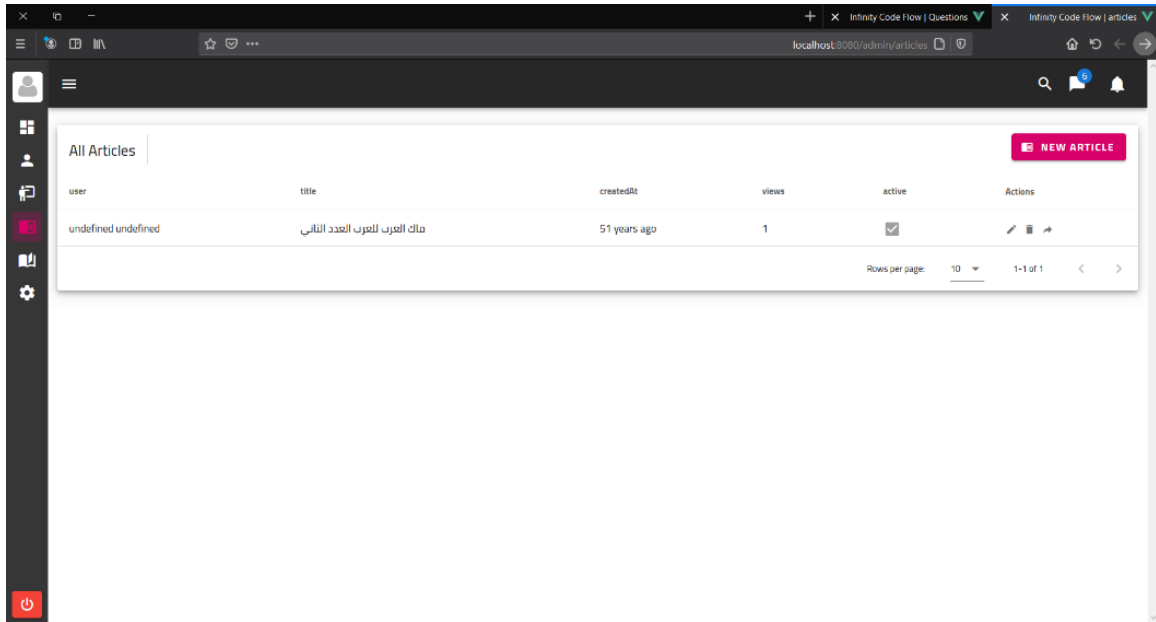 Infinity Code Flow | Questions
Infinity Code Flow | articles
localhost:8080/admin/articles
6
All Articles
NEW ARTICLE
user title createdAt views active Actions
undefined undefined ماك العرب للعرب العدد الثاني 51 years ago 1
Rows per page: 10 1-1 of 1